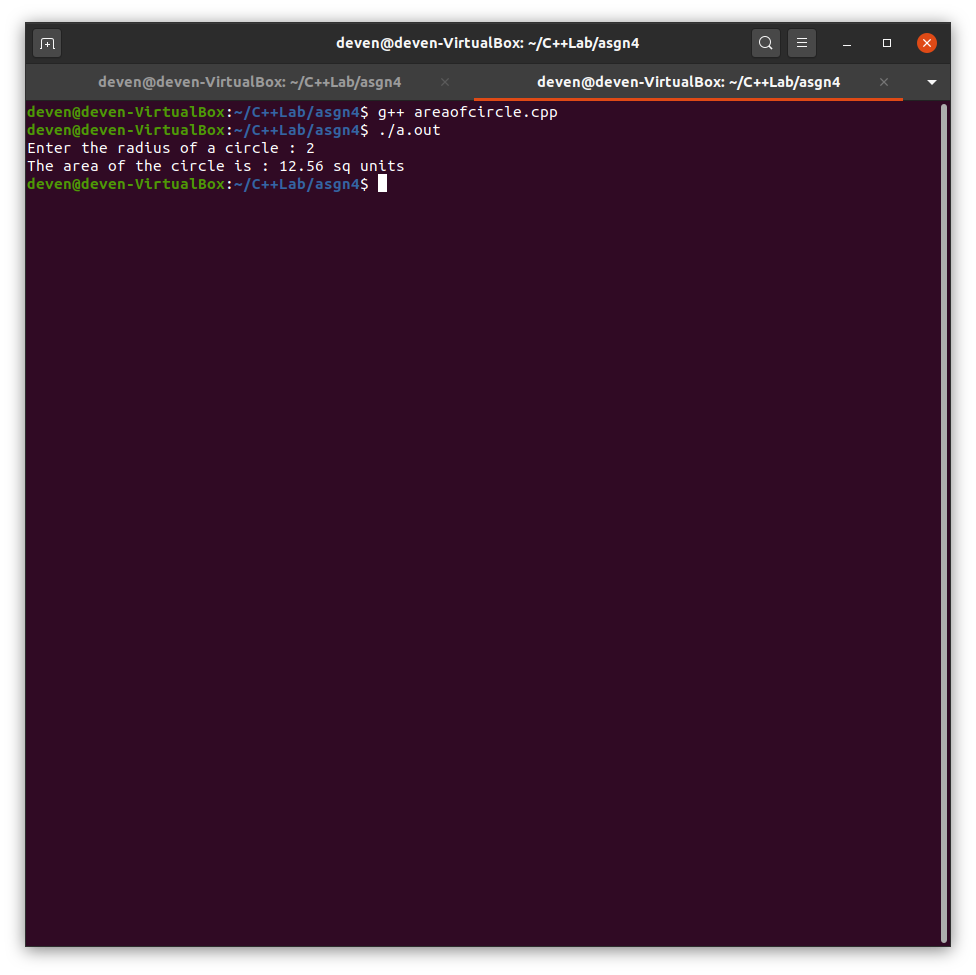 deven@deven-VirtualBox: ~/C++Lab/asgn4
deven@deven-VirtualBox: ~/C++Lab/asgn4
deven@deven-VirtualBox: ~/C++Lab/asgn4
deven@deven-VirtualBox:~/C++Lab/asgn4$ g++ areaofcircle.cpp
deven@deven-VirtualBox:~/C++Lab/asgn4$ ./a.out
Enter the radius of a circle : 2
The area of the circle is : 12.56 sq units
deven@deven-VirtualBox:~/C++Lab/asgn4$